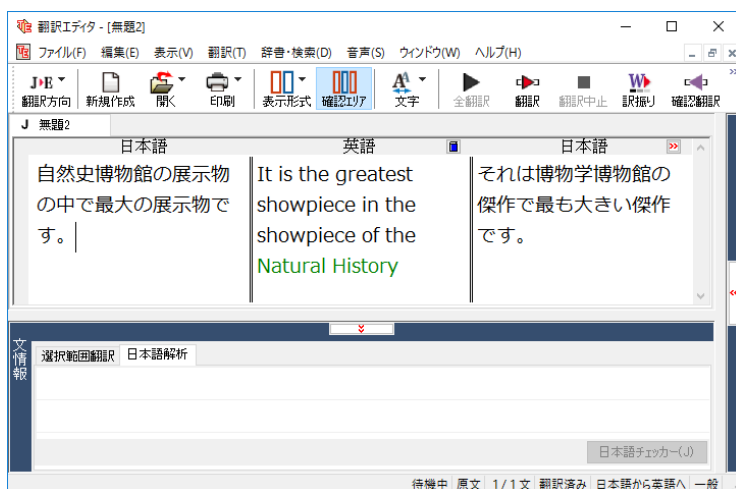 翻訳エディタ - [無題2]
ファイル(F) 編集(E) 表示(V) 翻訳(T) 辞書・検索(D) 音声(S) ウインドウ(W) ヘルプ(H)
J▸E
翻訳方向 新規作成 開く 印刷 表示形式 確認エリア 文字 全翻訳 翻訳 翻訳中止 訳振り 確認翻訳
J 無題2
日本語 英語 日本語
自然史博物館の展示物
の中で最大の展示物で
す。
It is the greatest
showpiece in the
showpiece of the
Natural History
それは博物学博物館の
傑作で最も大きい傑作
です。
文情報
選択範囲翻訳 日本語解析
日本語チェッカー(J)
待機中 原文 1/1文 翻訳済み 日本語から英語へ 一般